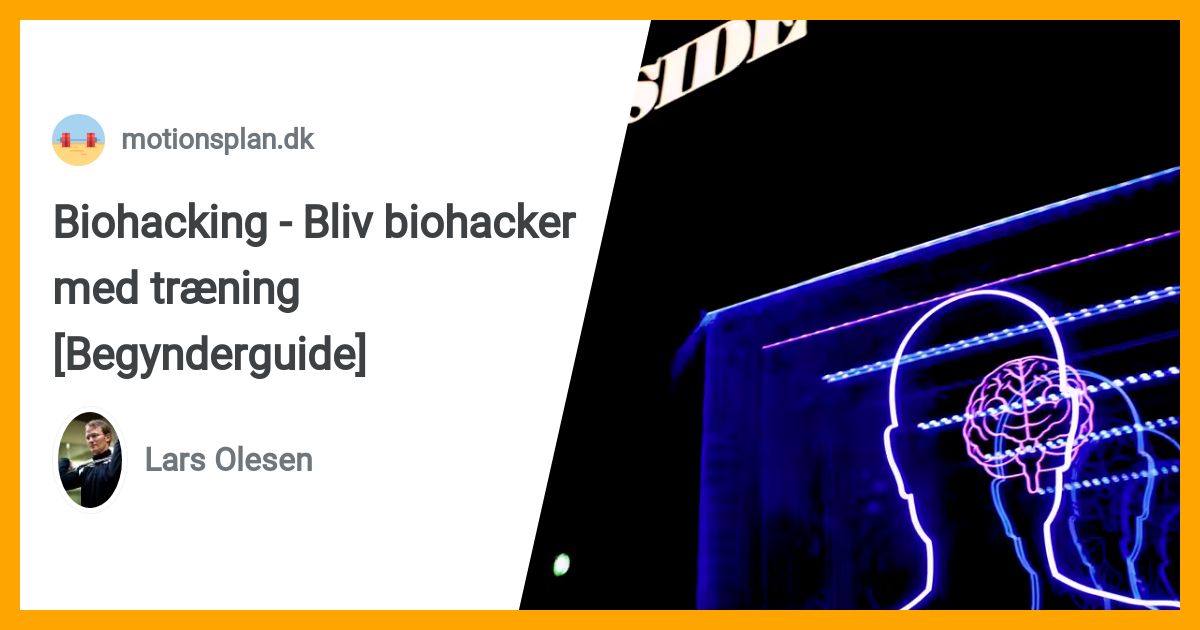 SIDE
motionsplan.dk
Biohacking - Bliv biohacker
med træning
[Begynderguide]
Lars Olesen